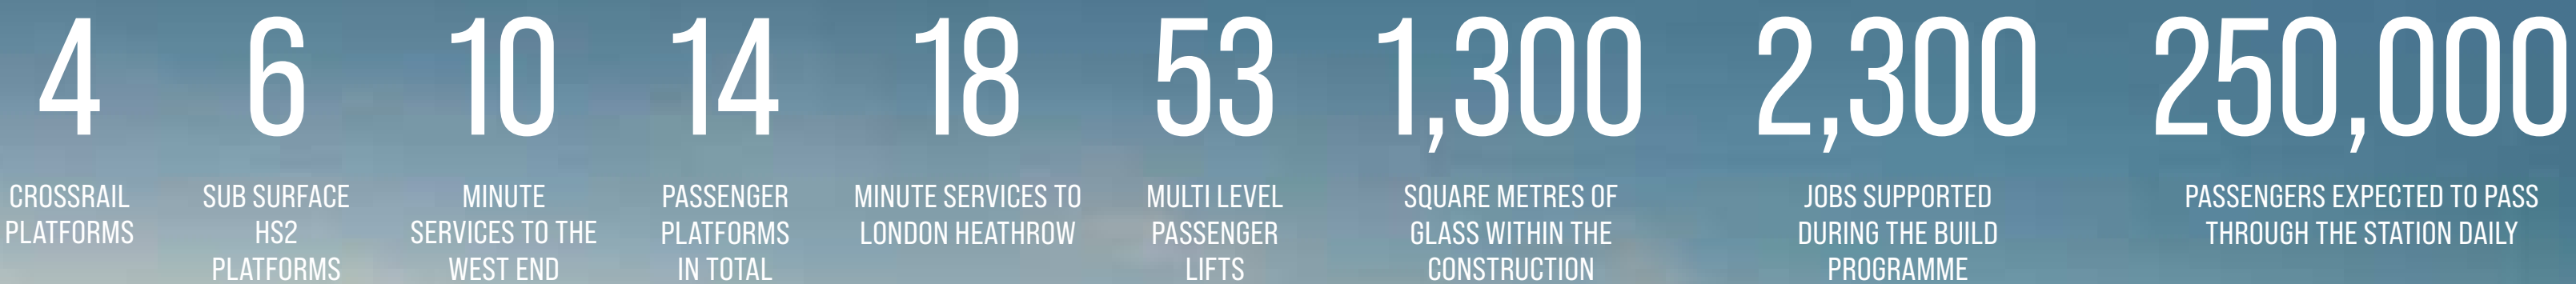 4
CROSSRAIL
PLATFORMS
6
SUB SURFACE
HS2
PLATFORMS
10
MINUTE
SERVICES TO THE
WEST END
14
PASSENGER
PLATFORMS
IN TOTAL
18
MINUTE SERVICES TO
LONDON HEATHROW
53
MULTI LEVEL
PASSENGER
LIFTS
1,300
SQUARE METRES OF
GLASS WITHIN THE
CONSTRUCTION
2,300
JOBS SUPPORTED
DURING THE BUILD
PROGRAMME
250,000
PASSENGERS EXPECTED TO PASS
THROUGH THE STATION DAILY